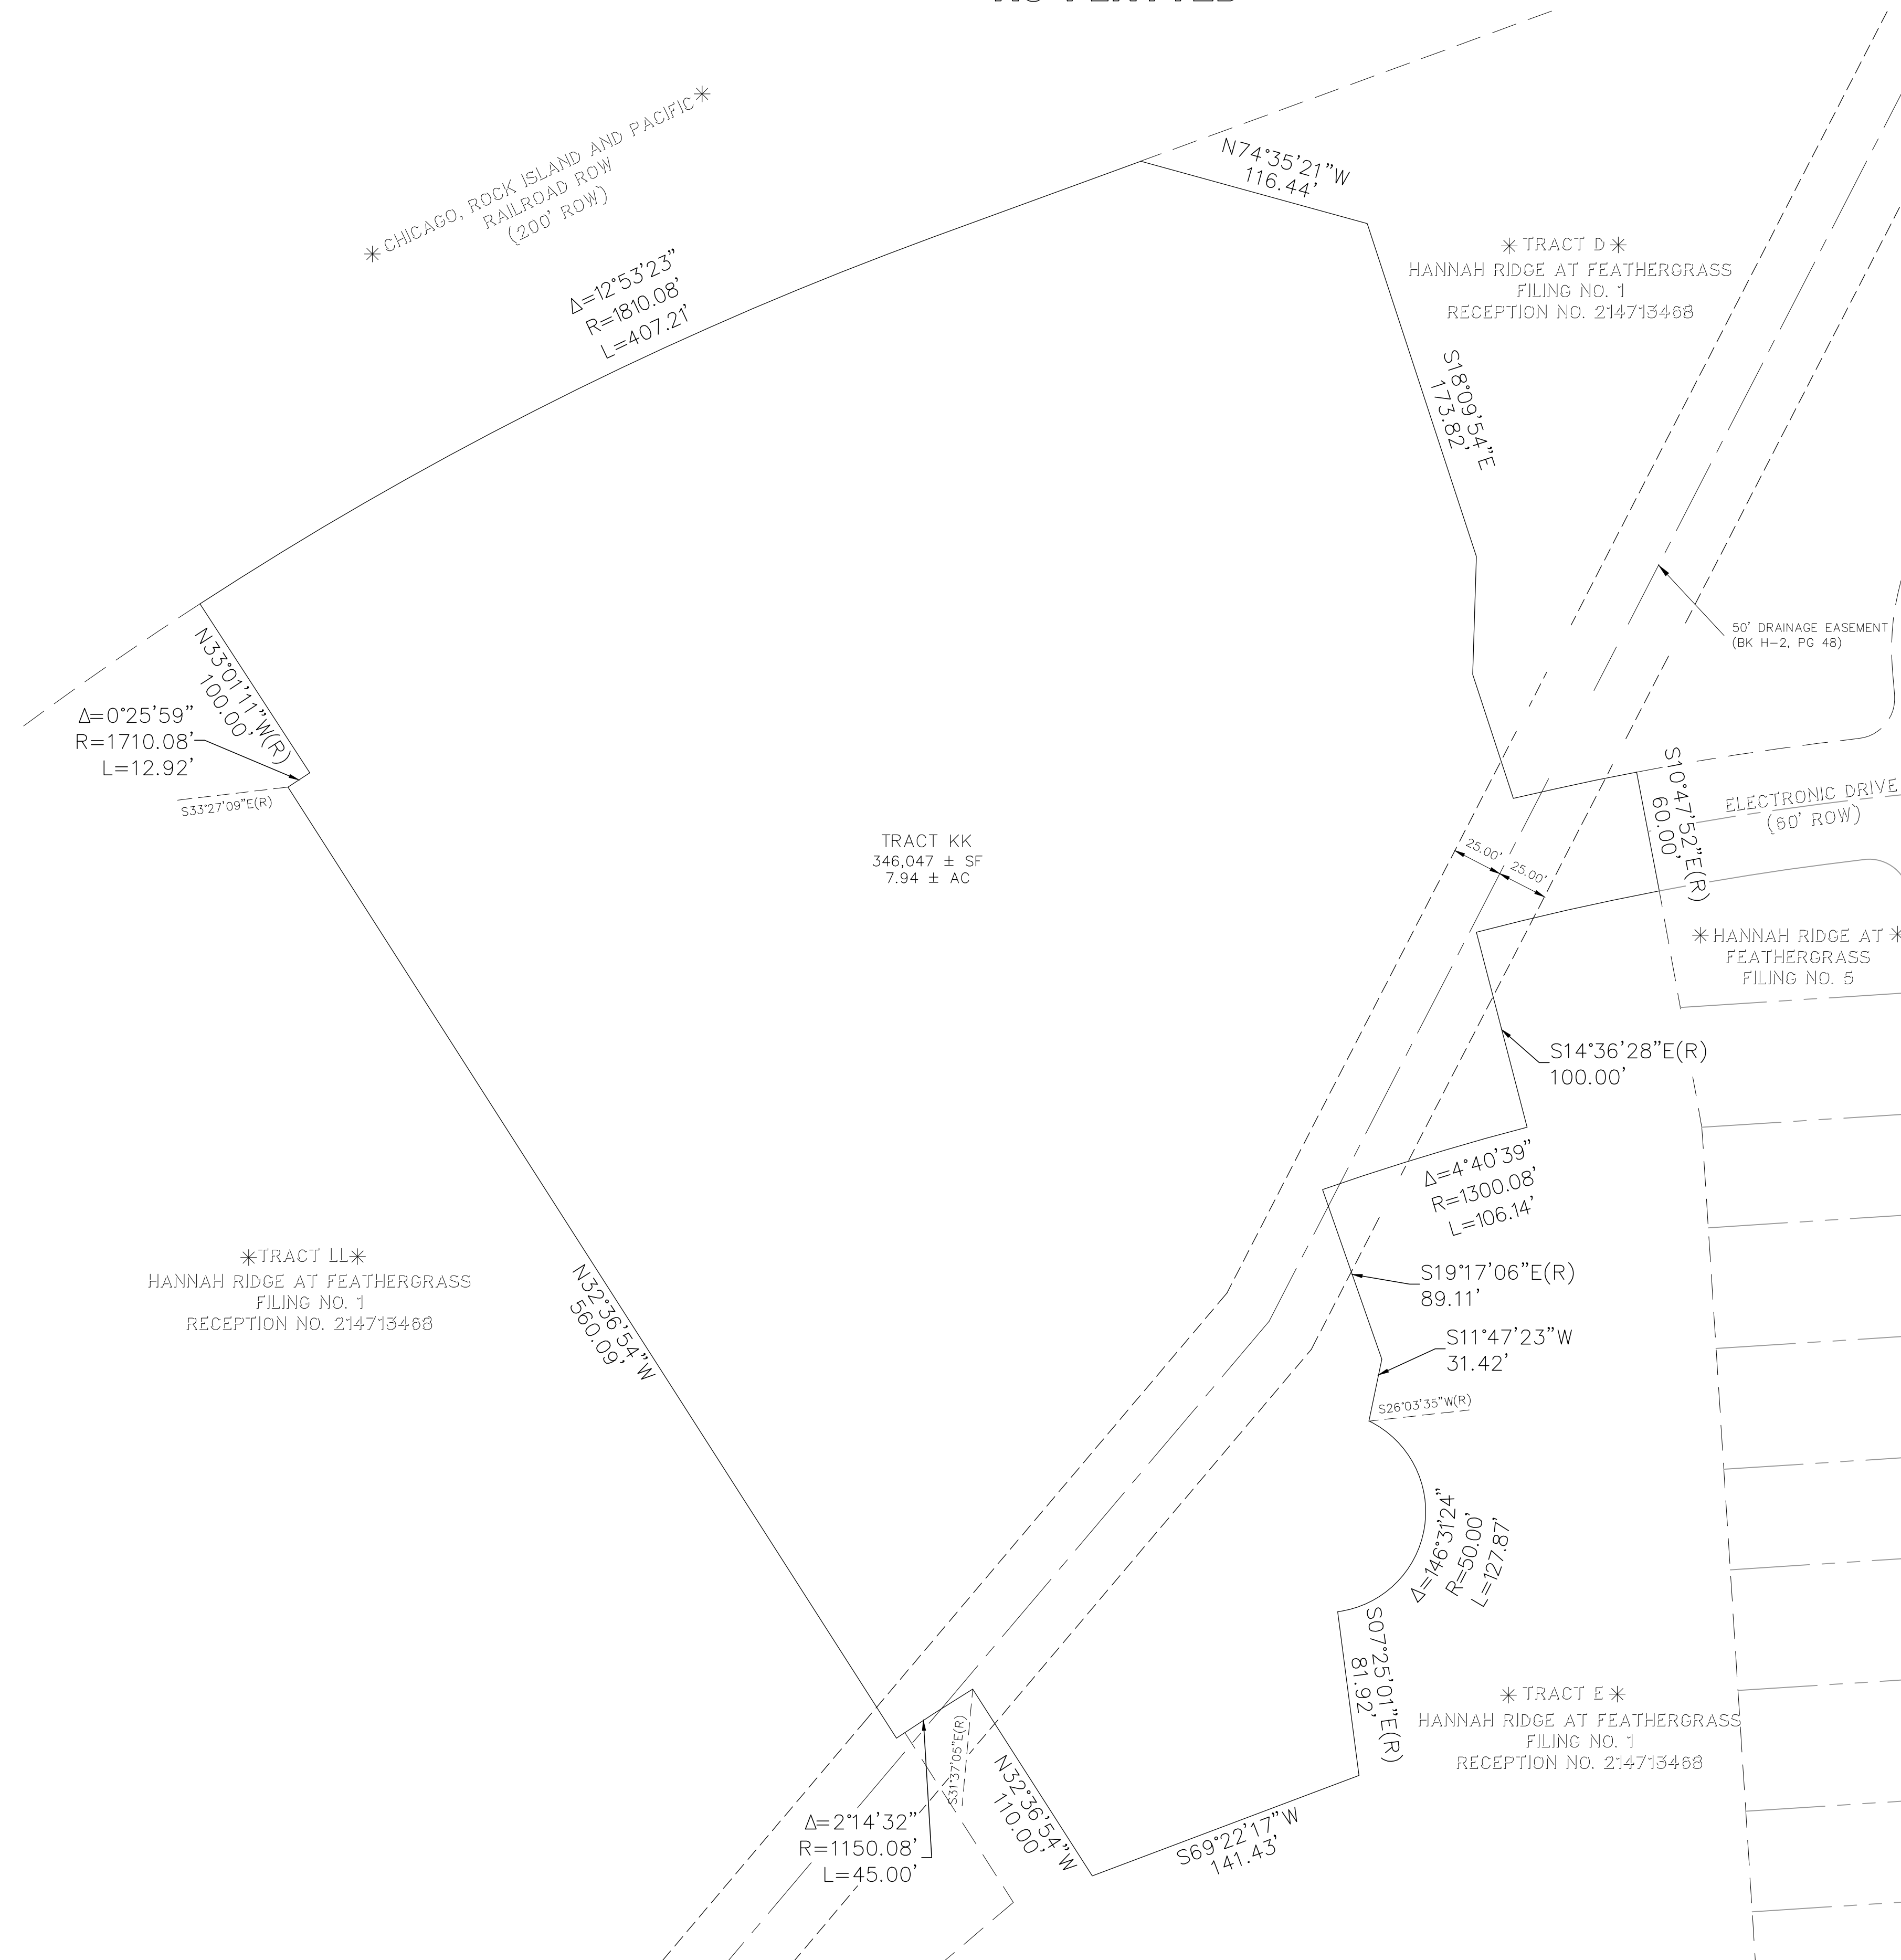 *CHICAGO, ROCK ISLAND AND PACIFIC*
RAILROAD ROW
(200' ROW)
N74°35'21"W
116.44'
Δ=12°53'23"
R=1810.08'
L=407.21'
* TRACT D *
HANNAH RIDGE AT FEATHERGRASS
FILING NO. 1
RECEPTION NO. 214713468
S18°09'54"E
173.82'
50' DRAINAGE EASEMENT
(BK H-2, PG 48)
N33°01'11"W(R)
100.00'
Δ=0°25'59"
R=1710.08'
L=12.92'
S33°27'09"E(R)
S10°47'52"E(R)
60.00'
ELECTRONIC DRIVE
(60' ROW)
TRACT KK
346,047 ± SF
7.94 ± AC
25.00'
25.00'
* HANNAH RIDGE AT *
FEATHERGRASS
FILING NO. 5
S14°36'28"E(R)
100.00'
Δ=4°40'39"
R=1300.08'
L=106.14'
*TRACT LL*
HANNAH RIDGE AT FEATHERGRASS
FILING NO. 1
RECEPTION NO. 214713468
N32°36'54"W
560.09'
S19°17'06"E(R)
89.11'
S11°47'23"W
31.42'
S26°03'35"W(R)
Δ=146°31'24"
R=50.00'
L=127.87'
S07°25'01"E(R)
81.92'
* TRACT E *
HANNAH RIDGE AT FEATHERGRASS
FILING NO. 1
RECEPTION NO. 214713468
S31°37'05"E(R)
N32°36'54"W
110.00'
Δ=2°14'32"
R=1150.08'
L=45.00'
S69°22'17"W
141.43'